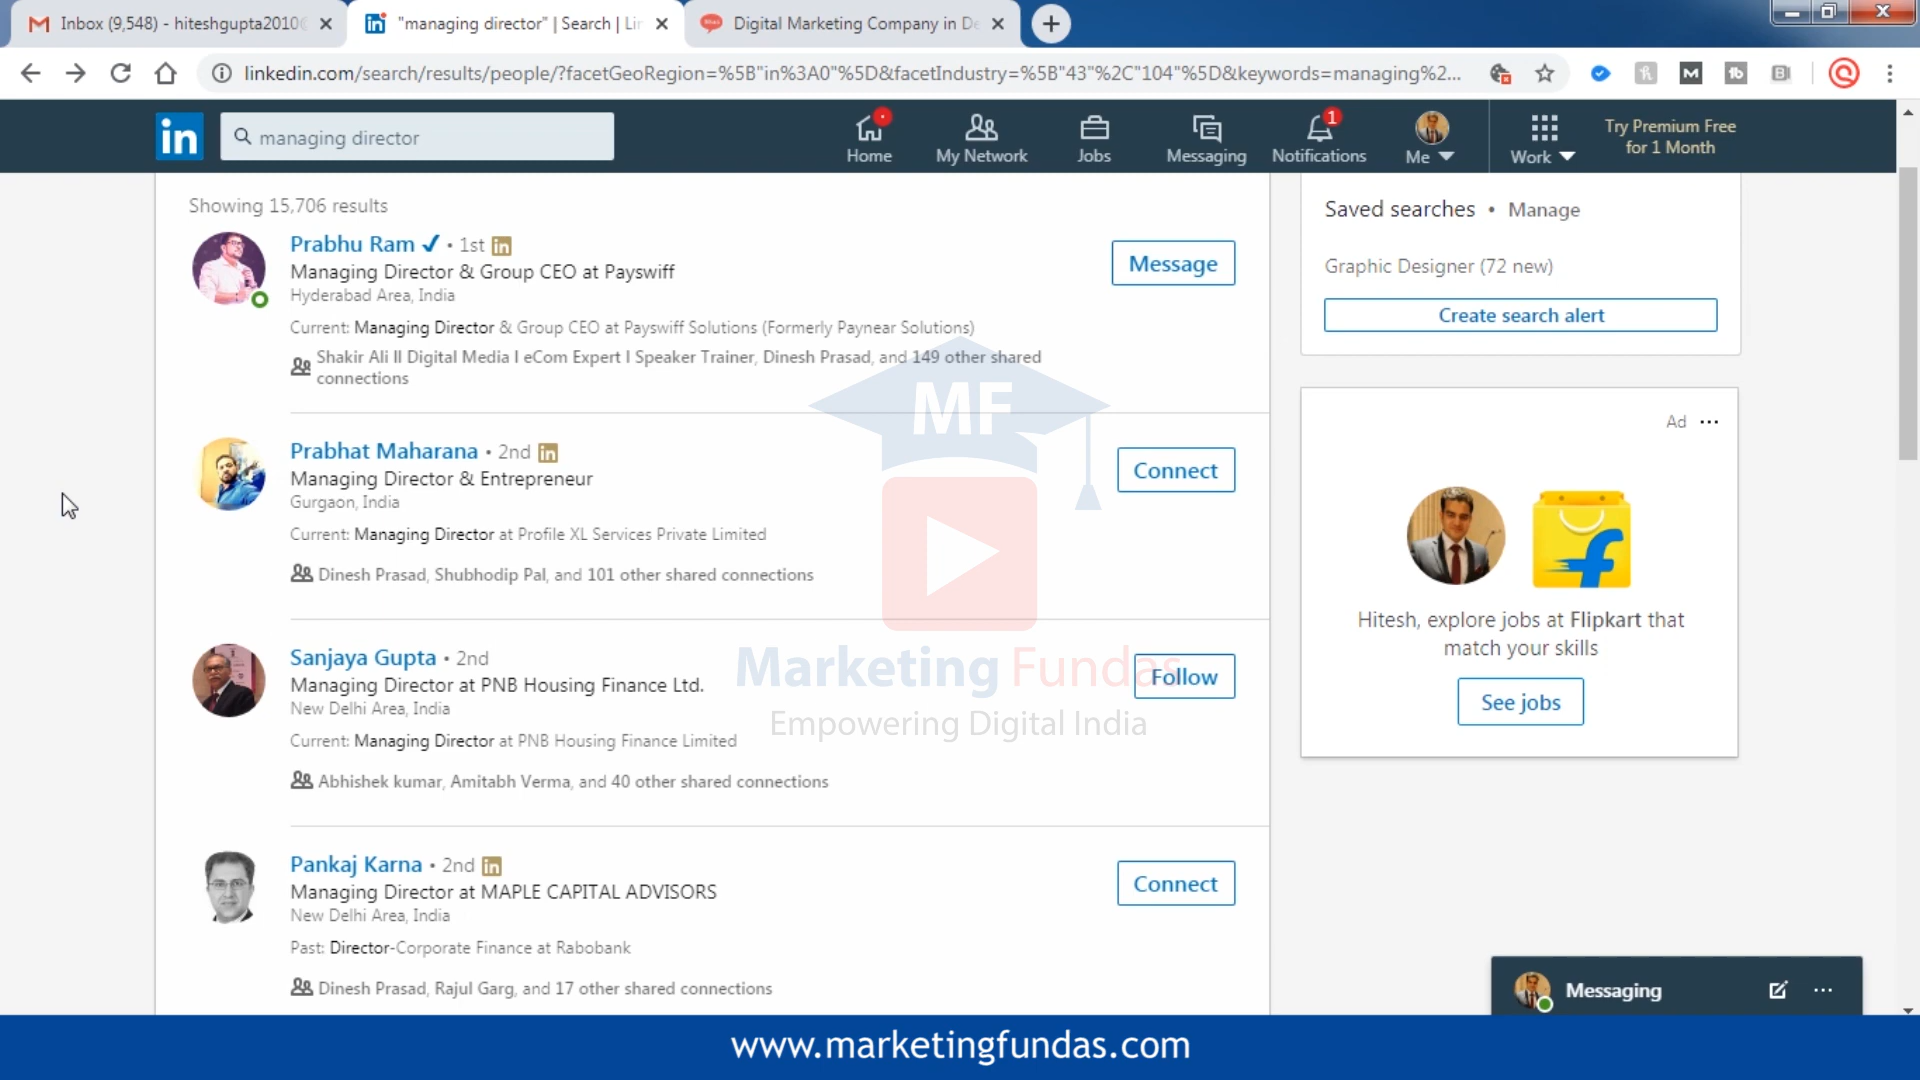 Inbox (9,548) - hiteshgupta2010
"managing director" | Search | Lin
Digital Marketing Company in De
linkedin.com/search/results/people/?facetGeoRegion=%5B"in%3A0"%5D&facetIndustry=%5B"43"%2C"104"%5D&keywords=managing%2...
in
managing director
Home
My Network
Jobs
Messaging
1
Notifications
Me
Work
Try Premium Free
for 1 Month
Showing 15,706 results
Prabhu Ram ✓ • 1st in
Managing Director & Group CEO at Payswiff
Hyderabad Area, India
Current: Managing Director & Group CEO at Payswiff Solutions (Formerly Paynear Solutions)
Shakir Ali II Digital Media I eCom Expert I Speaker Trainer, Dinesh Prasad, and 149 other shared
connections
Message
Prabhat Maharana • 2nd in
Managing Director & Entrepreneur
Gurgaon, India
Current: Managing Director at Profile XL Services Private Limited
Dinesh Prasad, Shubhodip Pal, and 101 other shared connections
Connect
Sanjaya Gupta • 2nd
Managing Director at PNB Housing Finance Ltd.
New Delhi Area, India
Current: Managing Director at PNB Housing Finance Limited
Abhishek kumar, Amitabh Verma, and 40 other shared connections
Follow
Pankaj Karna • 2nd in
Managing Director at MAPLE CAPITAL ADVISORS
New Delhi Area, India
Past: Director-Corporate Finance at Rabobank
Dinesh Prasad, Rajul Garg, and 17 other shared connections
Connect
MF
Marketing Fundas
Empowering Digital India
Saved searches • Manage
Graphic Designer (72 new)
Create search alert
Ad ...
Hitesh, explore jobs at Flipkart that
match your skills
See jobs
Messaging
www.marketingfundas.com